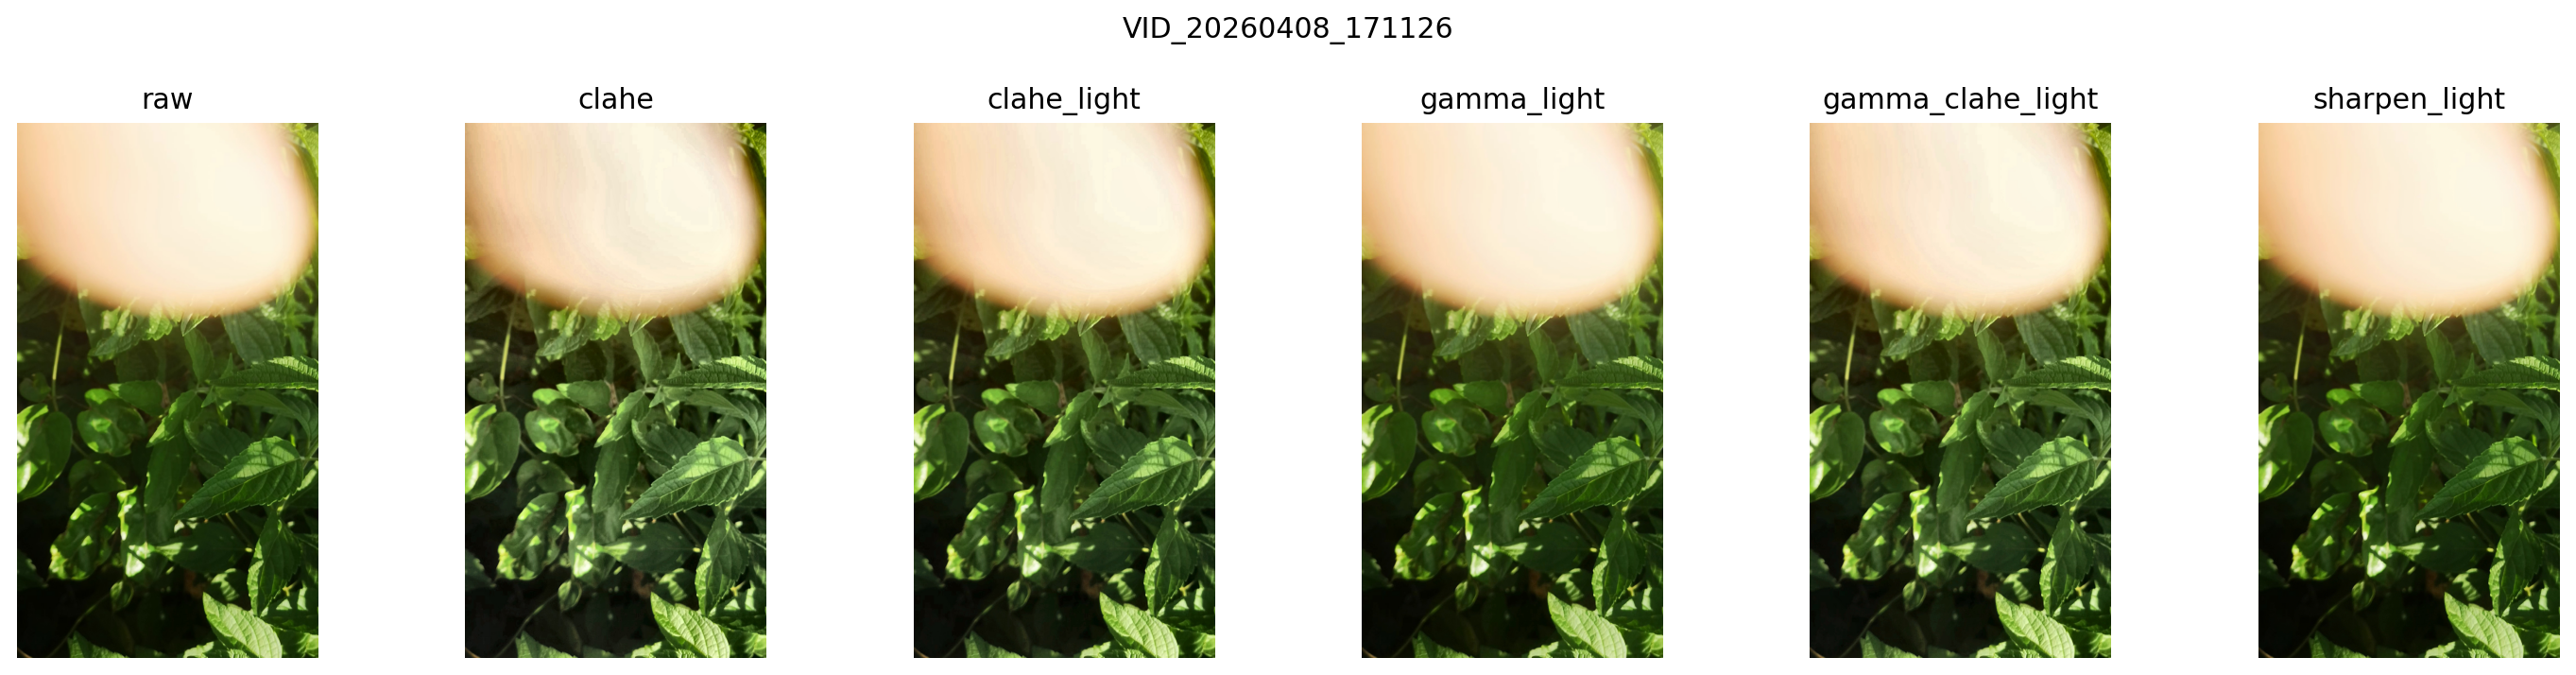 VID_20260408_171126
raw
clahe
clahe_light
gamma_light
gamma_clahe_light
sharpen_light